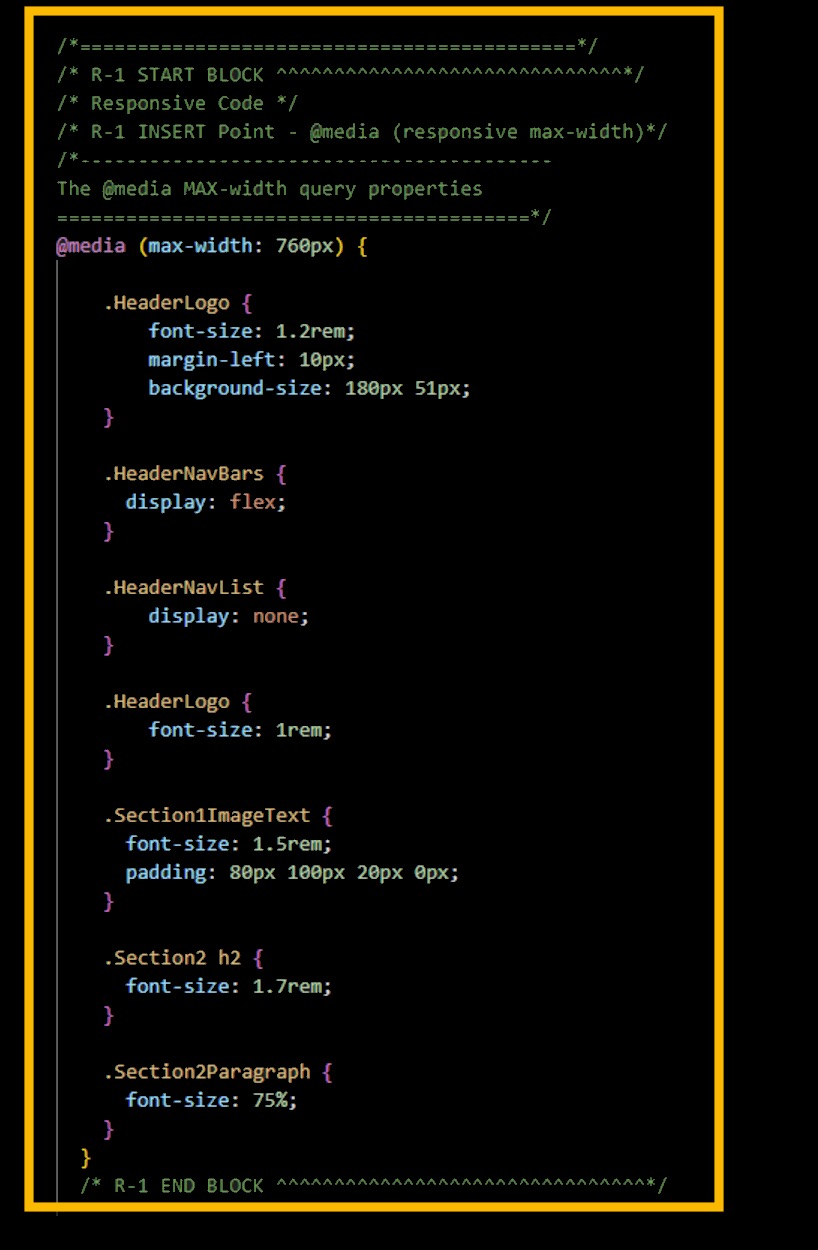 /*===========================================*/
/* R-1 START BLOCK ^^^^^^^^^^^^^^^^^^^^^^^^^^^^^^*/
/* Responsive Code */
/* R-1 INSERT Point - @media (responsive max-width)*/
/*-----------------------------------------
The @media MAX-width query properties
=========================================*/
@media (max-width: 760px) {
.HeaderLogo {
font-size: 1.2rem;
margin-left: 10px;
background-size: 180px 51px;
}
.HeaderNavBars {
display: flex;
}
.HeaderNavList {
display: none;
}
.HeaderLogo {
font-size: 1rem;
}
.Section1ImageText {
font-size: 1.5rem;
padding: 80px 100px 20px 0px;
}
.Section2 h2 {
font-size: 1.7rem;
}
.Section2Paragraph {
font-size: 75%;
}
}
/* R-1 END BLOCK ^^^^^^^^^^^^^^^^^^^^^^^^^^^^^^^^*/